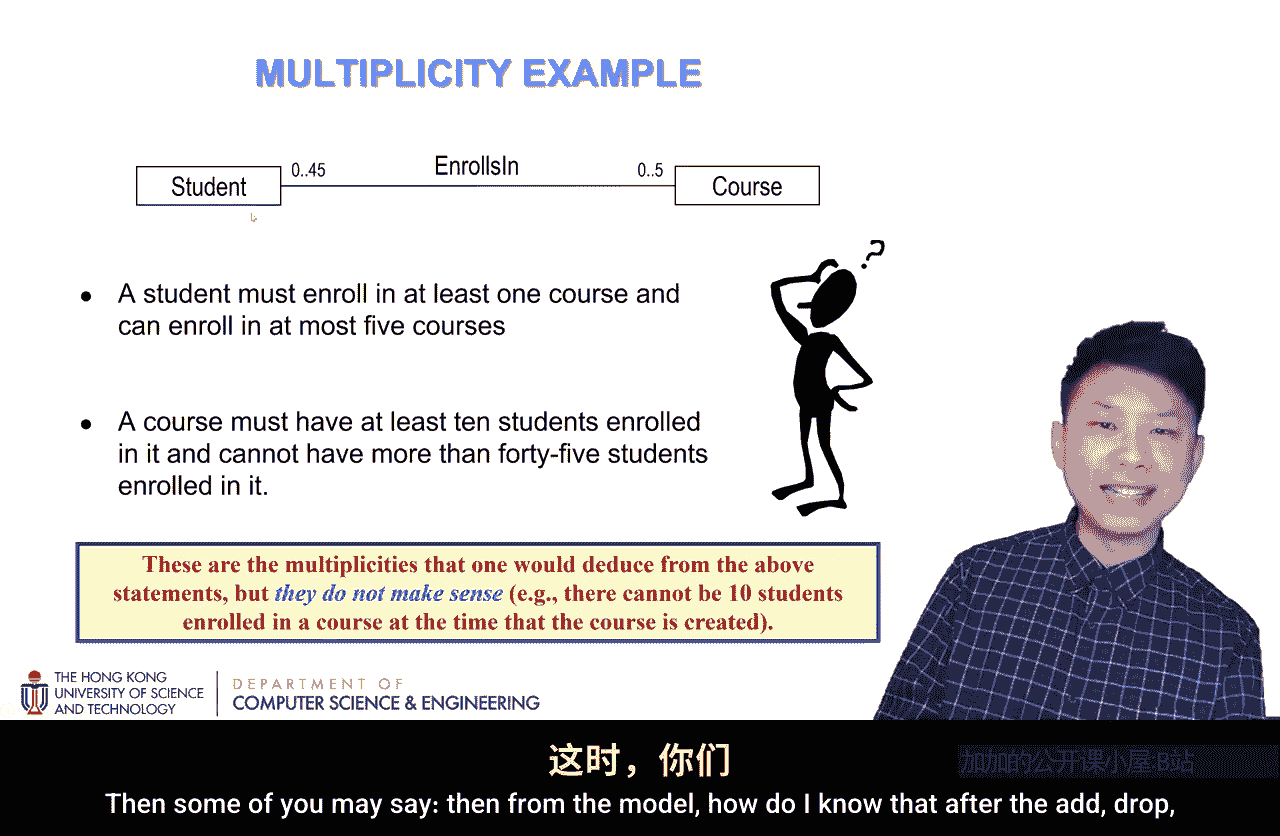 MULTIPLICITY EXAMPLE
Student
0..45
EnrollsIn
0..5
Course
?
● A student must enroll in at least one course and
can enroll in at most five courses
● A course must have at least ten students enrolled
in it and cannot have more than forty-five students
enrolled in it.
These are the multiplicities that one would deduce from the above
statements, but they do not make sense (e.g., there cannot be 10 students
enrolled in a course at the time that the course is created).
THE HONG KONG
UNIVERSITY OF SCIENCE
AND TECHNOLOGY
DEPARTMENT OF
COMPUTER SCIENCE & ENGINEERING
这时，你们
加加的公开课小屋:B站
Then some of you may say: then from the model, how do I know that after the add, drop,